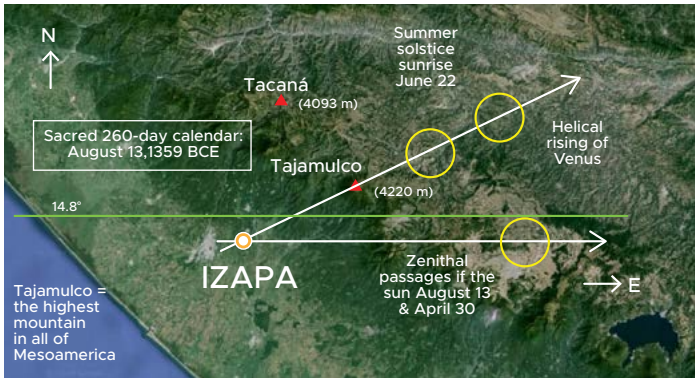 N
Summer
solstice
sunrise
June 22
Tacaná
(4093 m)
Sacred 260-day calendar:
August 13,1359 BCE
Helical
rising of
Venus
Tajamulco
(4220 m)
14.8°
IZAPA
Zenithal
passages if the
sun August 13
& April 30
E
Tajamulco =
the highest
mountain
in all of
Mesoamerica